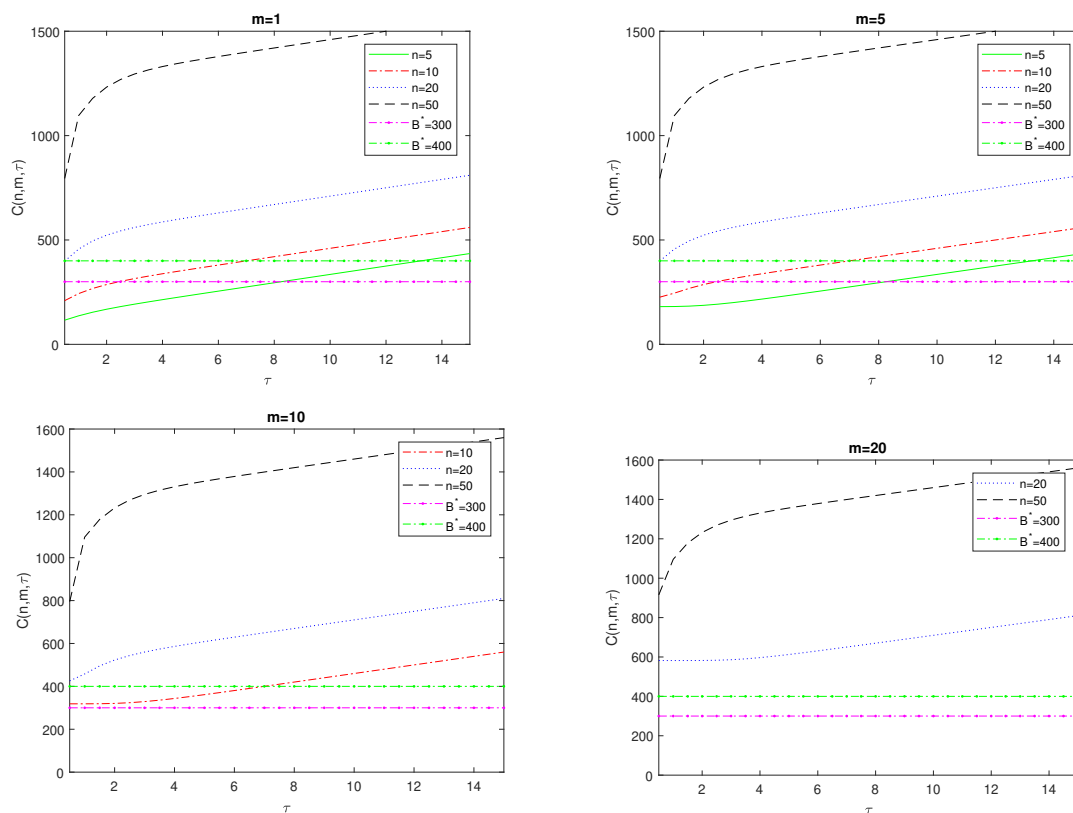 m=1
1500
1000
500
0
C(n,m,τ)
2 4 6 8 10 12 14
τ
n=5
n=10
n=20
n=50
B*=300
B*=400
m=5
1500
1000
500
0
C(n,m,τ)
2 4 6 8 10 12 14
τ
n=5
n=10
n=20
n=50
B*=300
B*=400
m=10
1600
1400
1200
1000
800
600
400
200
0
C(n,m,τ)
2 4 6 8 10 12 14
τ
n=10
n=20
n=50
B*=300
B*=400
m=20
1600
1400
1200
1000
800
600
400
200
0
C(n,m,τ)
2 4 6 8 10 12 14
τ
n=20
n=50
B*=300
B*=400